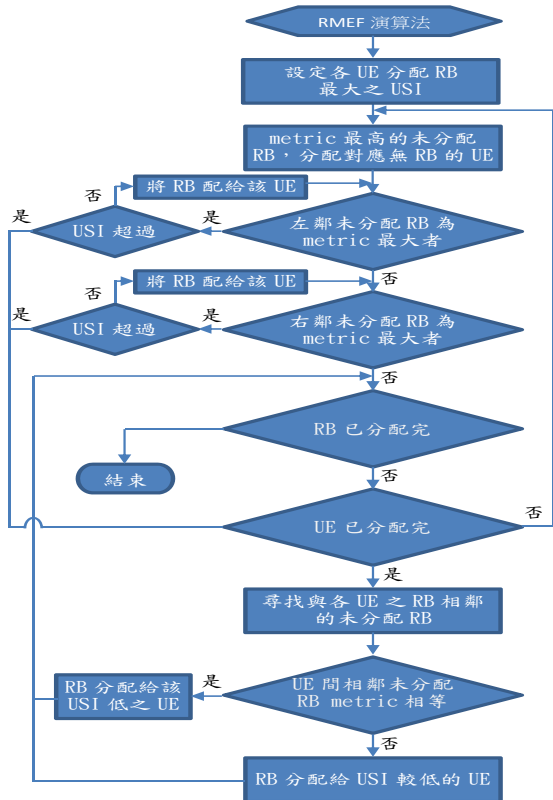 RMEF 演算法
設定各 UE 分配 RB
最大之 USI
metric 最高的未分配
RB，分配對應無 RB 的 UE
否
將 RB 配給該 UE
是
USI 超過
是
左鄰未分配 RB 為
metric 最大者
否
否
將 RB 配給該 UE
是
USI 超過
是
右鄰未分配 RB 為
metric 最大者
否
RB 已分配完
結束
否
UE 已分配完
否
是
尋找與各 UE 之 RB 相鄰
的未分配 RB
RB 分配給該
USI 低之 UE
是
UE 間相鄰未分配
RB metric 相等
否
RB 分配給 USI 較低的 UE